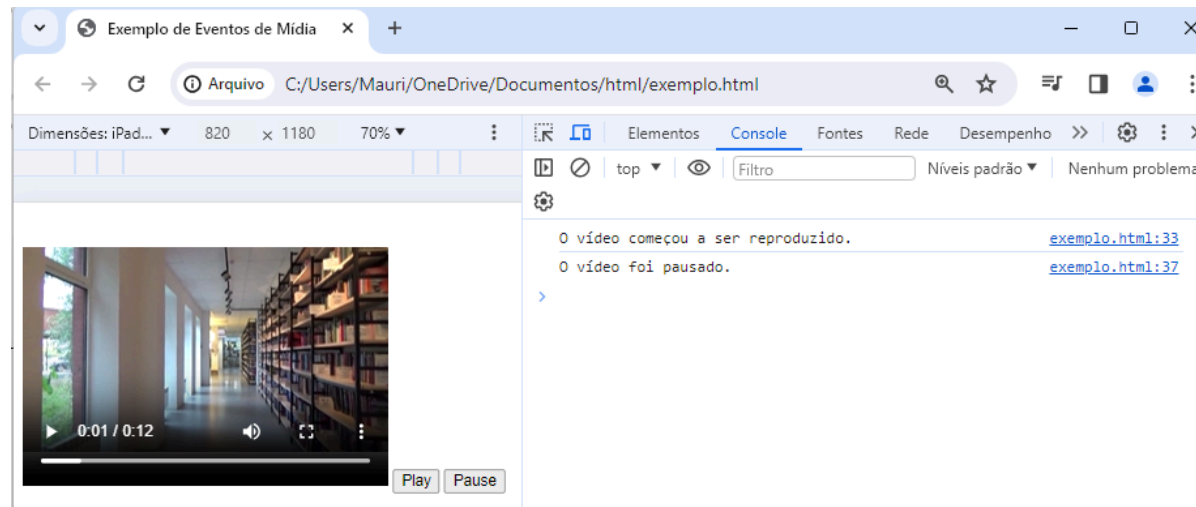 Exemplo de Eventos de Mídia
Arquivo C:/Users/Mauri/OneDrive/Documentos/html/exemplo.html
Dimensões: iPad... ▼ 820 x 1180 70% ▼
Elementos Console Fontes Rede Desempenho
top ▼ Filtro Níveis padrão ▼ Nenhum problema
O vídeo começou a ser reproduzido. exemplo.html:33
O vídeo foi pausado. exemplo.html:37
0:01 / 0:12
Play Pause